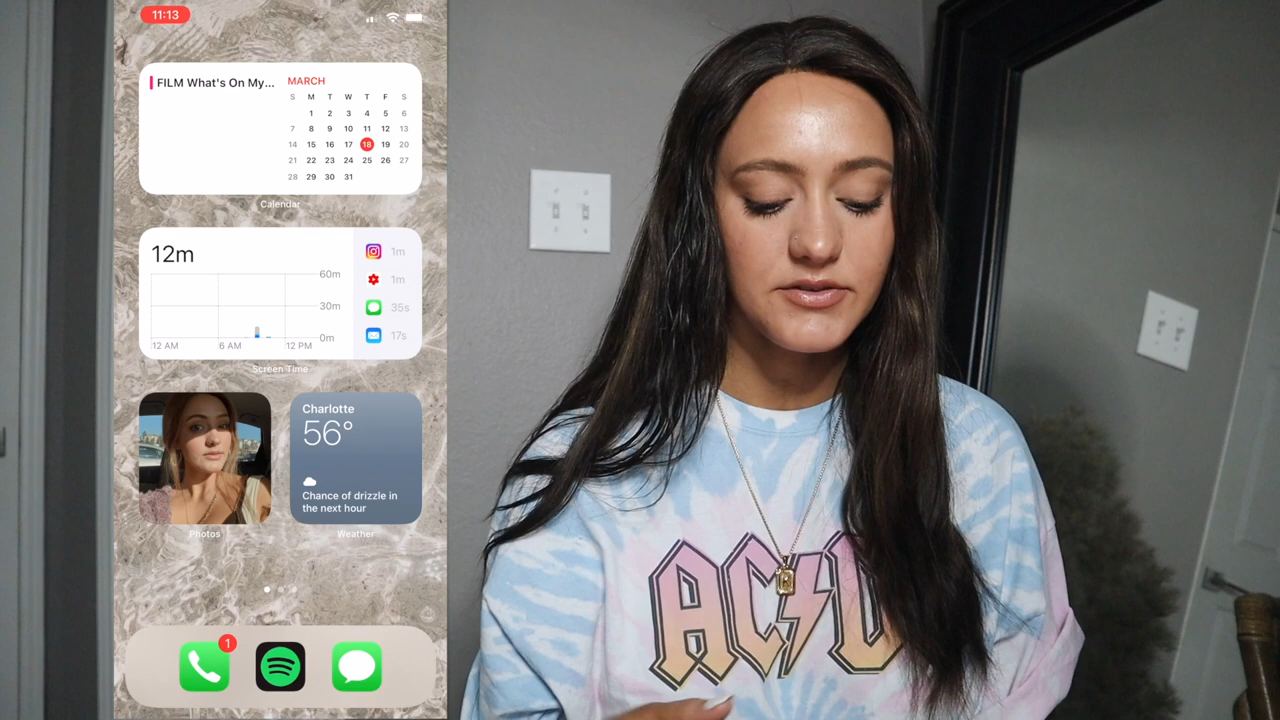 11:13
FILM What's On My...
MARCH
S M T W T F S
1 2 3 4 5 6
7 8 9 10 11 12 13
14 15 16 17 18 19 20
21 22 23 24 25 26 27
28 29 30 31
Calendar
12m
60m
30m
0m
12 AM 6 AM 12 PM
1m
1m
35s
17s
Screen Time
Charlotte
56°
Chance of drizzle in
the next hour
Photos
Weather
1
AC/D